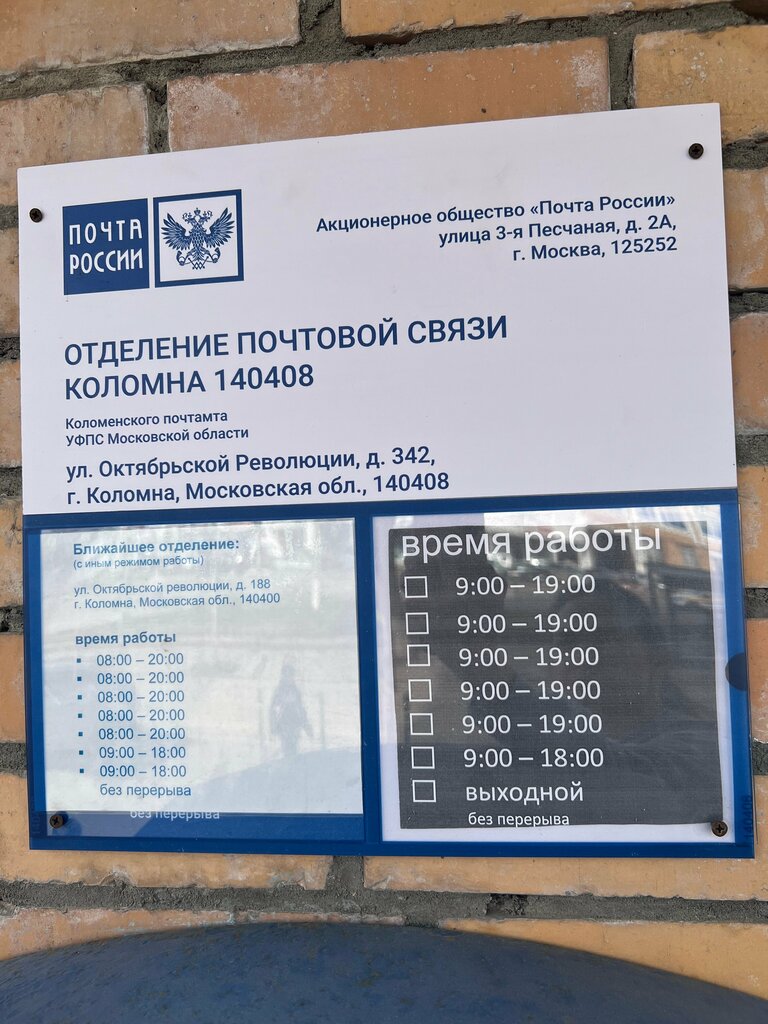 ПОЧТА
РОССИИ
Акционерное общество «Почта России»
улица 3-я Песчаная, д. 2А,
г. Москва, 125252
ОТДЕЛЕНИЕ ПОЧТОВОЙ СВЯЗИ
КОЛОМНА 140408
Коломенского почтамта
УФПС Московской области
ул. Октябрьской Революции, д. 342,
г. Коломна, Московская обл., 140408
Ближайшее отделение:
(с иным режимом работы)
ул. Октябрьской революции, д. 188
г. Коломна, Московская обл., 140400
время работы
08:00 – 20:00
08:00 – 20:00
08:00 – 20:00
08:00 – 20:00
08:00 – 20:00
09:00 – 18:00
09:00 – 18:00
без перерыва
без перерыва
время работы
9:00 – 19:00
9:00 – 19:00
9:00 – 19:00
9:00 – 19:00
9:00 – 19:00
9:00 – 18:00
выходной
без перерыва